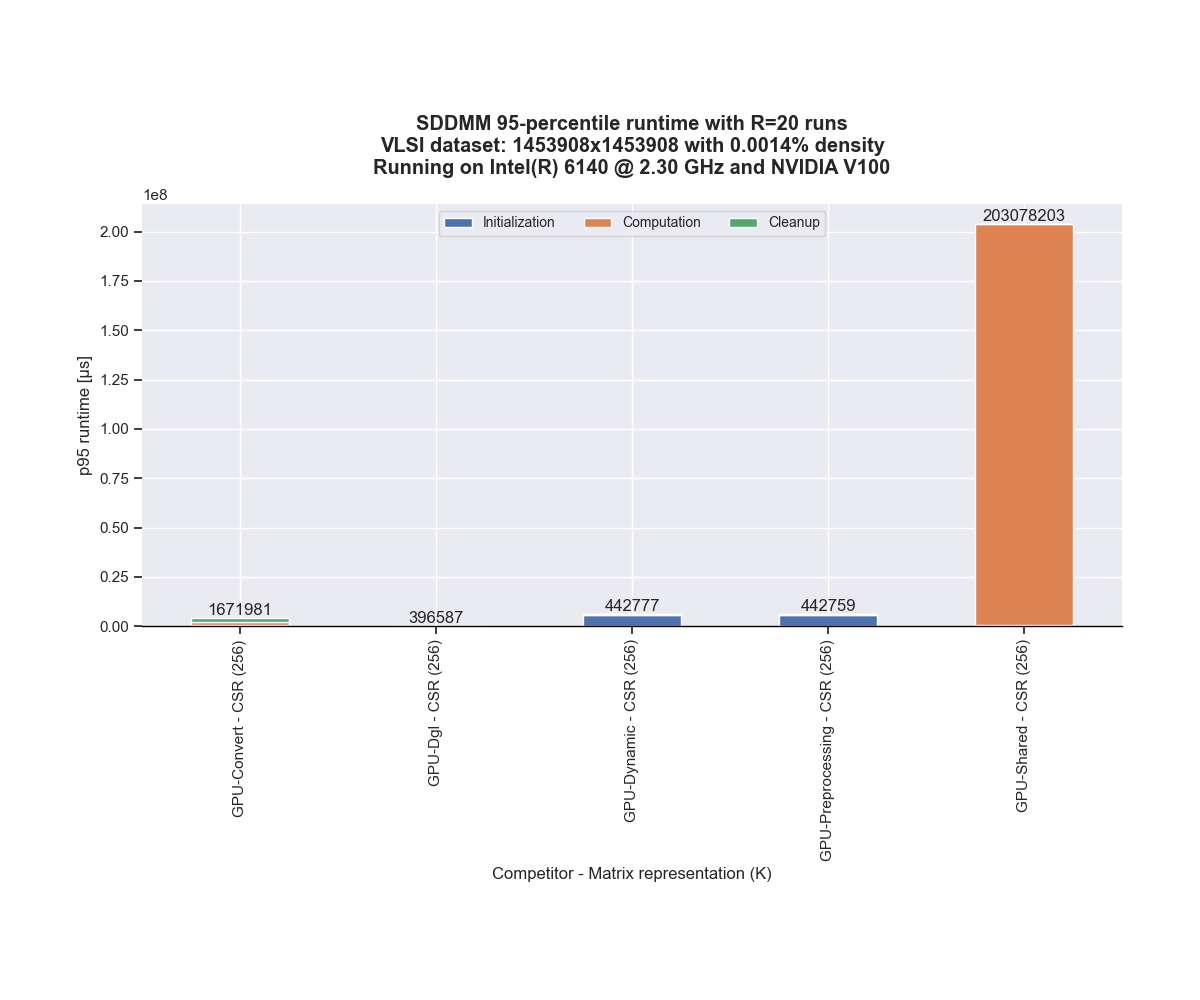 SDDMM 95-percentile runtime with R=20 runs
VLSI dataset: 1453908x1453908 with 0.0014% density
Running on Intel(R) 6140 @ 2.30 GHz and NVIDIA V100
1e8
Initialization Computation Cleanup
203078203
2.00
1.75
1.50
1.25
1.00
0.75
0.50
0.25
0.00
p95 runtime [µs]
1671981
396587
442777
442759
GPU-Convert - CSR (256)
GPU-Dgl - CSR (256)
GPU-Dynamic - CSR (256)
GPU-Preprocessing - CSR (256)
GPU-Shared - CSR (256)
Competitor - Matrix representation (K)